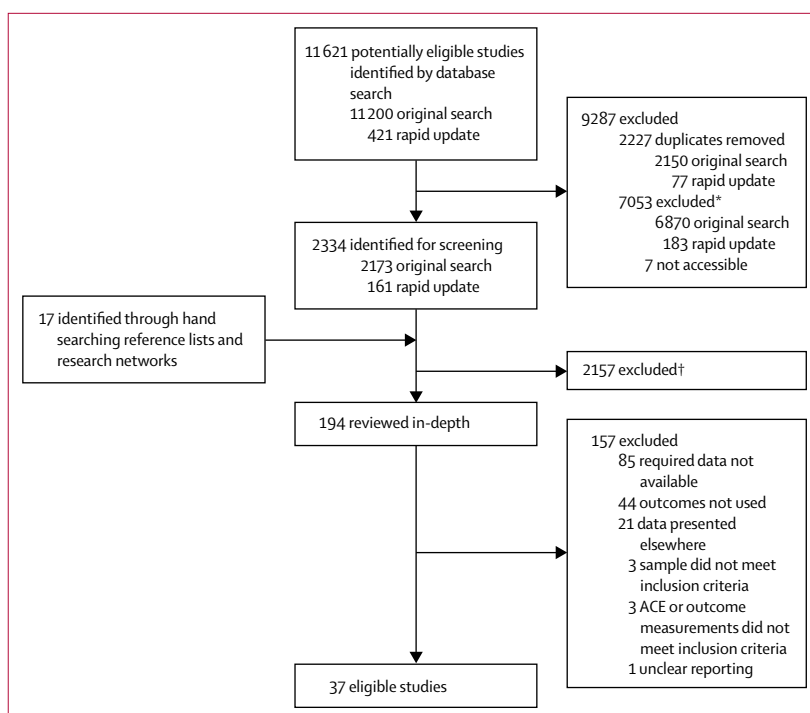 11 621 potentially eligible studies
identified by database
search
11 200 original search
421 rapid update
9287 excluded
2227 duplicates removed
2150 original search
77 rapid update
7053 excluded*
6870 original search
183 rapid update
7 not accessible
2334 identified for screening
2173 original search
161 rapid update
17 identified through hand
searching reference lists and
research networks
2157 excluded†
194 reviewed in-depth
157 excluded
85 required data not
available
44 outcomes not used
21 data presented
elsewhere
3 sample did not meet
inclusion criteria
3 ACE or outcome
measurements did not
meet inclusion criteria
1 unclear reporting
37 eligible studies